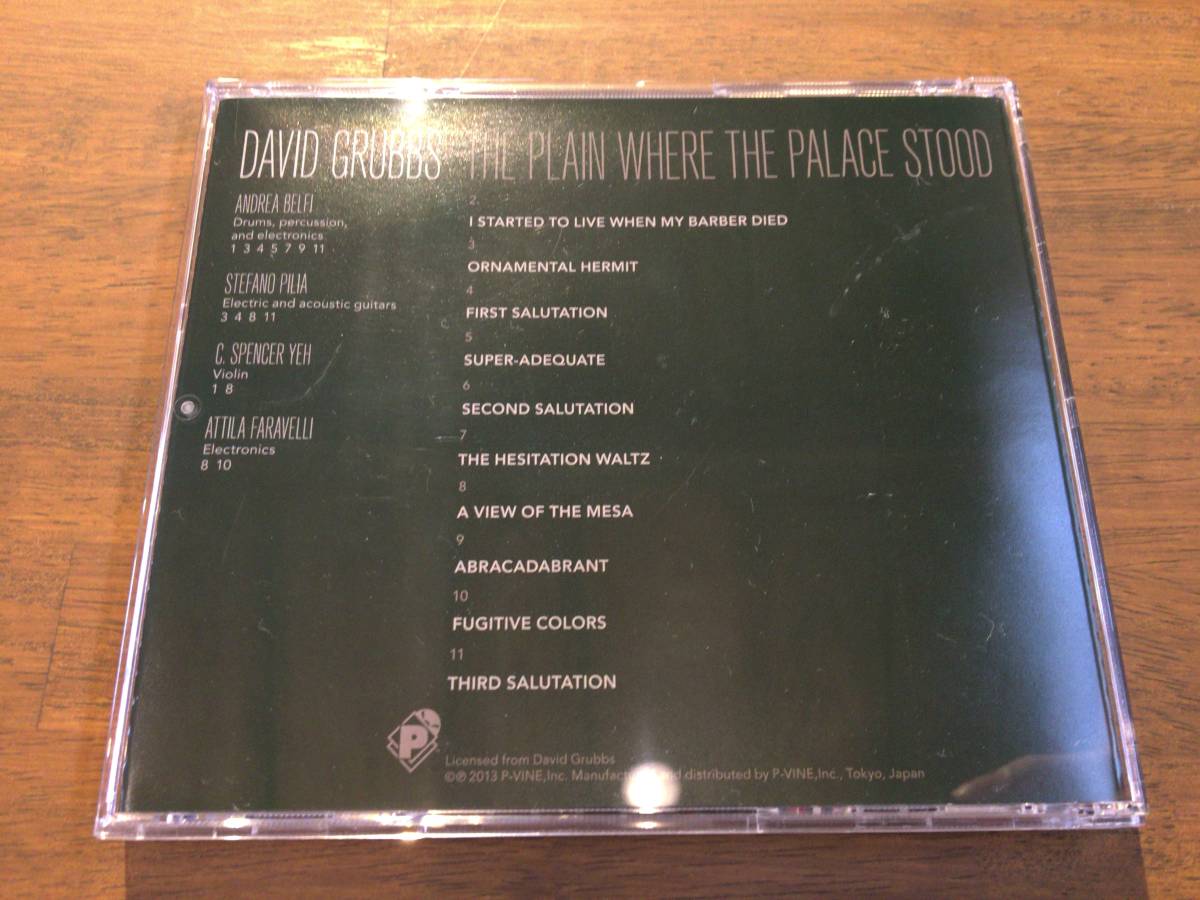 DAVID GRUBBS THE PLAIN WHERE THE PALACE STOOD
ANDREA BELFI
Drums, percussion,
and electronics
1 3 4 5 7 9 11
STEFANO PILIA
Electric and acoustic guitars
3 4 8 11
C. SPENCER YEH
Violin
1 8
ATTILA FARAVELLI
Electronics
8 10
2
I STARTED TO LIVE WHEN MY BARBER DIED
3
ORNAMENTAL HERMIT
4
FIRST SALUTATION
5
SUPER-ADEQUATE
6
SECOND SALUTATION
7
THE HESITATION WALTZ
8
A VIEW OF THE MESA
9
ABRACADABRANT
10
FUGITIVE COLORS
11
THIRD SALUTATION
P
Licensed from David Grubbs
©℗ 2013 P-VINE,Inc. Manufactured and distributed by P-VINE,Inc., Tokyo, Japan